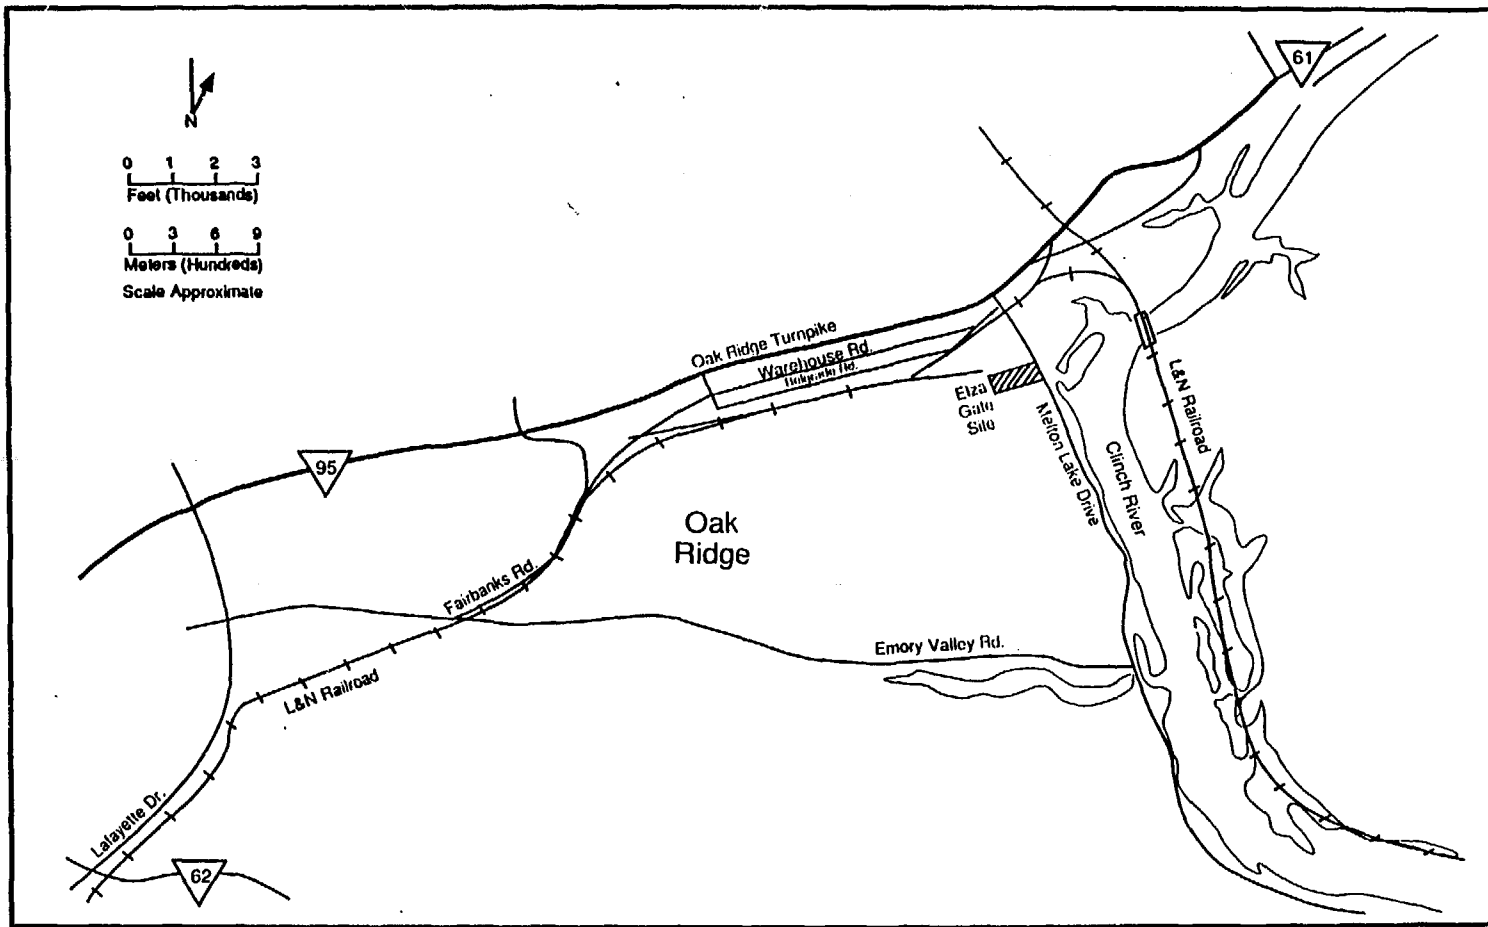 61
N
0 1 2 3
Feet (Thousands)
0 3 6 9
Meters (Hundreds)
Scale Approximate
Oak Ridge Turnpike
Warehouse Rd.
Rd.
Elza
Gate
Site
L&N Railroad
Melton Lake Drive
Clinch River
95
Oak
Ridge
Fairbanks Rd.
Emory Valley Rd.
L&N Railroad
Lafayette Dr.
62